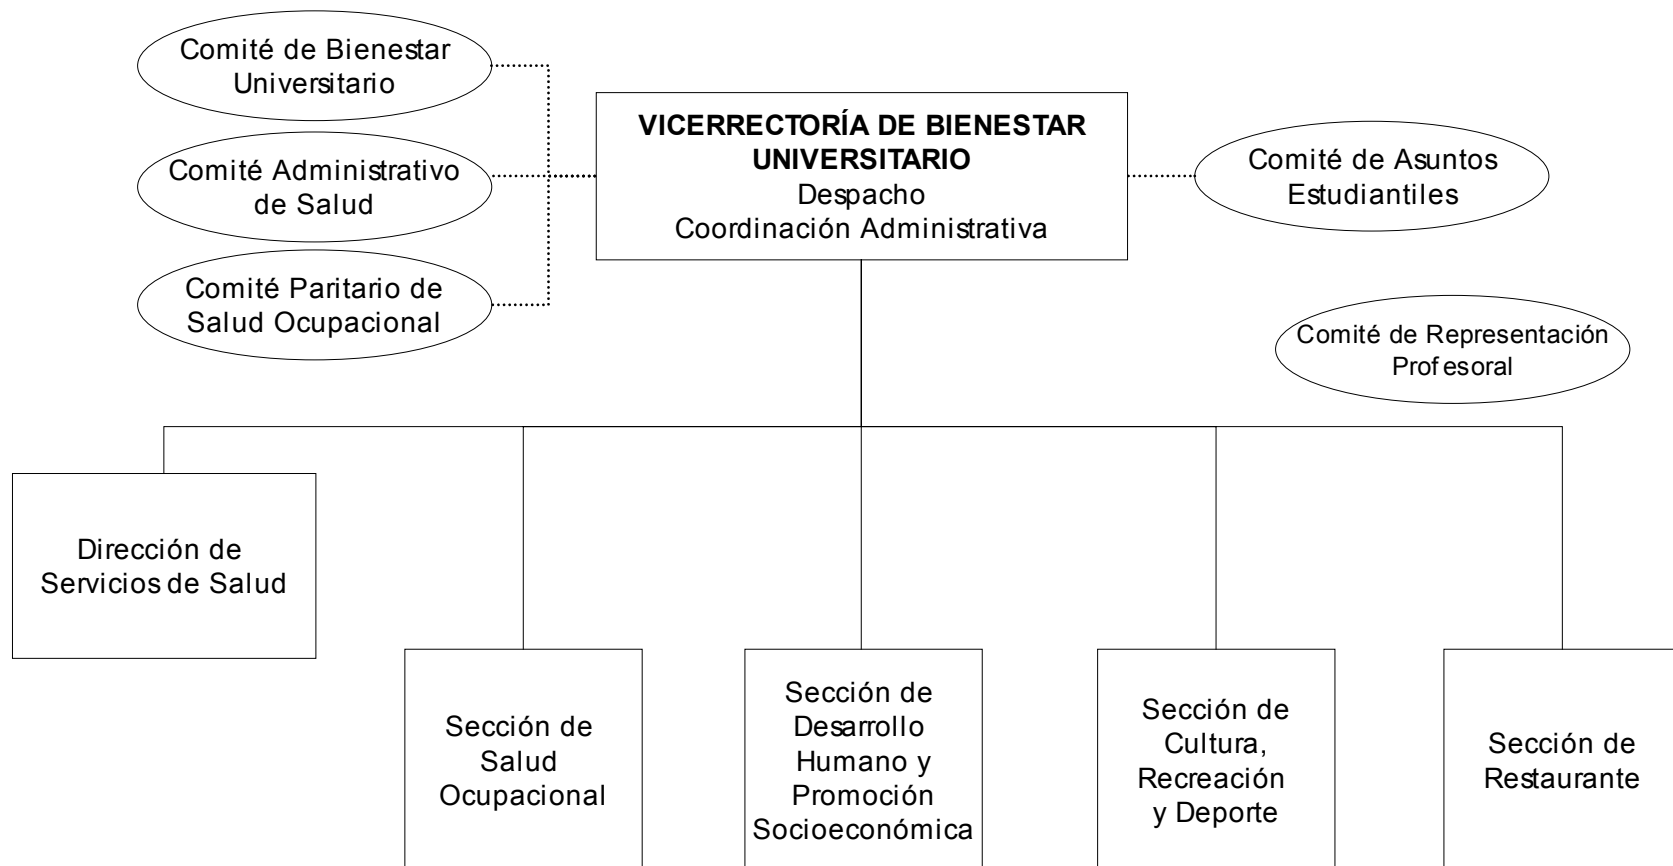 Comité de Bienestar
Universitario
VICERRECTORÍA DE BIENESTAR
UNIVERSITARIO
Despacho
Coordinación Administrativa
Comité Administrativo
de Salud
Comité de Asuntos
Estudiantiles
Comité Paritario de
Salud Ocupacional
Comité de Representación
Profesoral
Dirección de
Servicios de Salud
Sección de
Salud
Ocupacional
Sección de
Desarrollo
Humano y
Promoción
Socioeconómica
Sección de
Cultura,
Recreación
y Deporte
Sección de
Restaurante